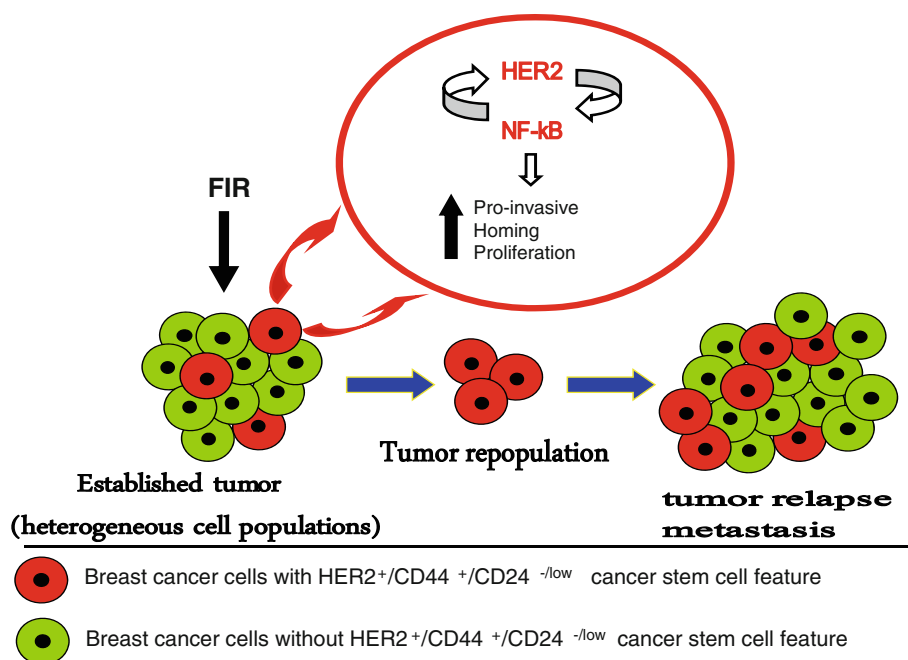 HER2
NF-kB
FIR
Pro-invasive
Homing
Proliferation
Tumor repopulation
Established tumor
(heterogeneous cell populations)
tumor relapse
metastasis
Breast cancer cells with HER2⁺/CD44 ⁺/CD24 ⁻/ˡᵒʷ cancer stem cell feature
Breast cancer cells without HER2⁺/CD44 ⁺/CD24 ⁻/ˡᵒʷ cancer stem cell feature